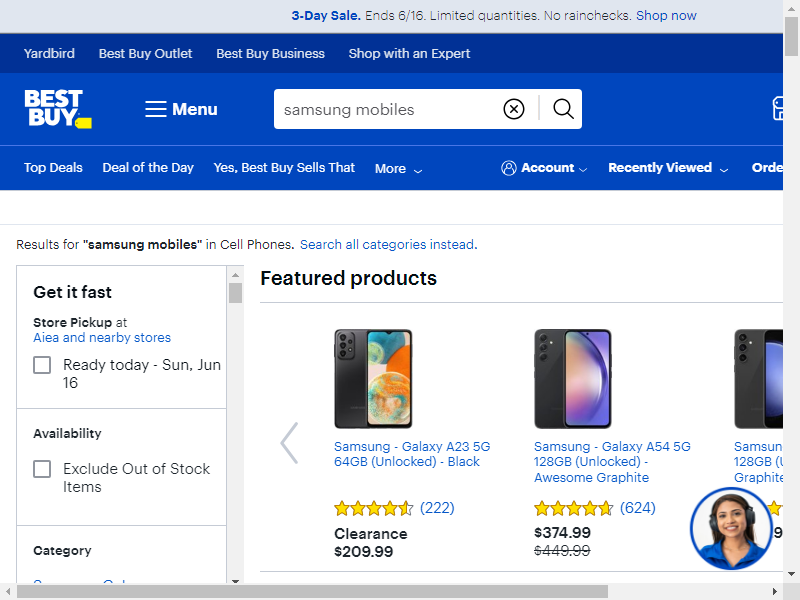 3-Day Sale. Ends 6/16. Limited quantities. No rainchecks. Shop now
Yardbird Best Buy Outlet Best Buy Business Shop with an Expert
BEST
BUY
Menu
samsung mobiles
Top Deals Deal of the Day Yes, Best Buy Sells That More Account Recently Viewed Orde
Results for "samsung mobiles" in Cell Phones. Search all categories instead.
Get it fast
Store Pickup at
Aiea and nearby stores
Ready today - Sun, Jun
16
Availability
Exclude Out of Stock
Items
Category
Featured products
Samsung - Galaxy A23 5G
64GB (Unlocked) - Black
(222)
Clearance
$209.99
Samsung - Galaxy A54 5G
128GB (Unlocked) -
Awesome Graphite
(624)
$374.99
$449.99
Samsun
128GB (U
Graphite